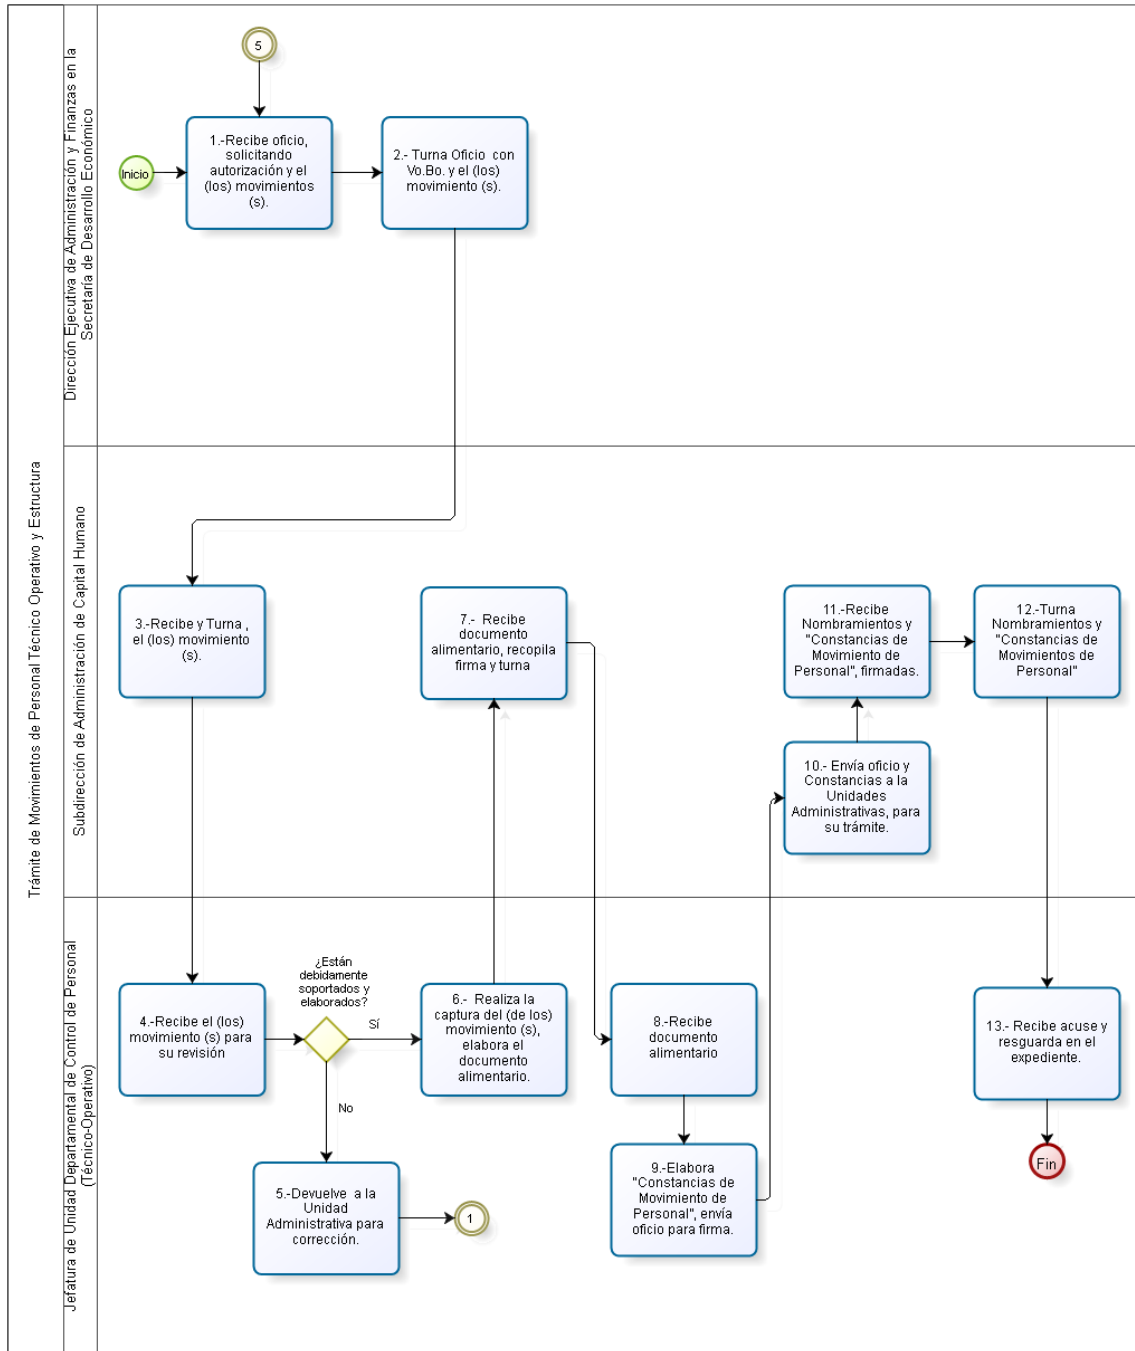 Trámite de Movimientos de Personal Técnico Operativo y Estructura
Dirección Ejecutiva de Administración y Finanzas en la
Secretaría de Desarrollo Económico
5
Inicio
1.-Recibe oficio,
solicitando
autorización y el
(los) movimientos
(s).
2.- Turna Oficio con
Vo.Bo. y el (los)
movimiento (s).
Subdirección de Administración de Capital Humano
3.-Recibe y Turna ,
el (los) movimiento
(s).
7.- Recibe
documento
alimentario, recopila
firma y turna
11.-Recibe
Nombramientos y
"Constancias de
Movimiento de
Personal", firmadas.
12.-Turna
Nombramientos y
"Constancias de
Movimientos de
Personal"
10.- Envía oficio y
Constancias a la
Unidades
Administrativas, para
su trámite.
Jefatura de Unidad Departamental de Control de Personal
(Técnico-Operativo)
4.-Recibe el (los)
movimiento (s) para
su revisión
¿Están
debidamente
soportados y
elaborados?
Sí
No
6.- Realiza la
captura del (de los)
movimiento (s),
elabora el
documento
alimentario.
8.-Recibe
documento
alimentario
13.- Recibe acuse y
resguarda en el
expediente.
5.-Devuelve a la
Unidad
Administrativa para
corrección.
1
9.-Elabora
"Constancias de
Movimiento de
Personal", envía
oficio para firma.
Fin